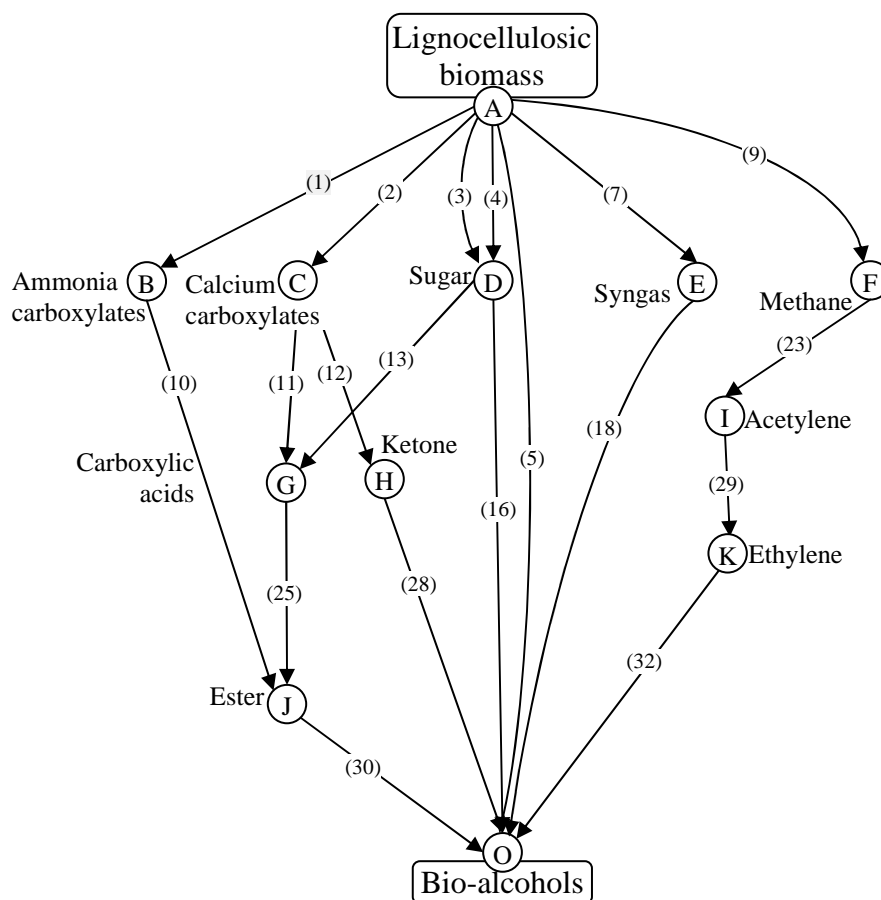 Lignocellulosic
biomass
A
(9)
(1)
(2)
(3)
(4)
(7)
Ammonia
carboxylates
B
Calcium
carboxylates
C
Sugar
D
Syngas
E
Methane
F
(10)
(11)
(12)
(13)
(23)
(18)
(5)
I
Acetylene
Carboxylic
acids
G
Ketone
H
(16)
(29)
K
Ethylene
(25)
(28)
(32)
Ester
J
(30)
O
Bio-alcohols